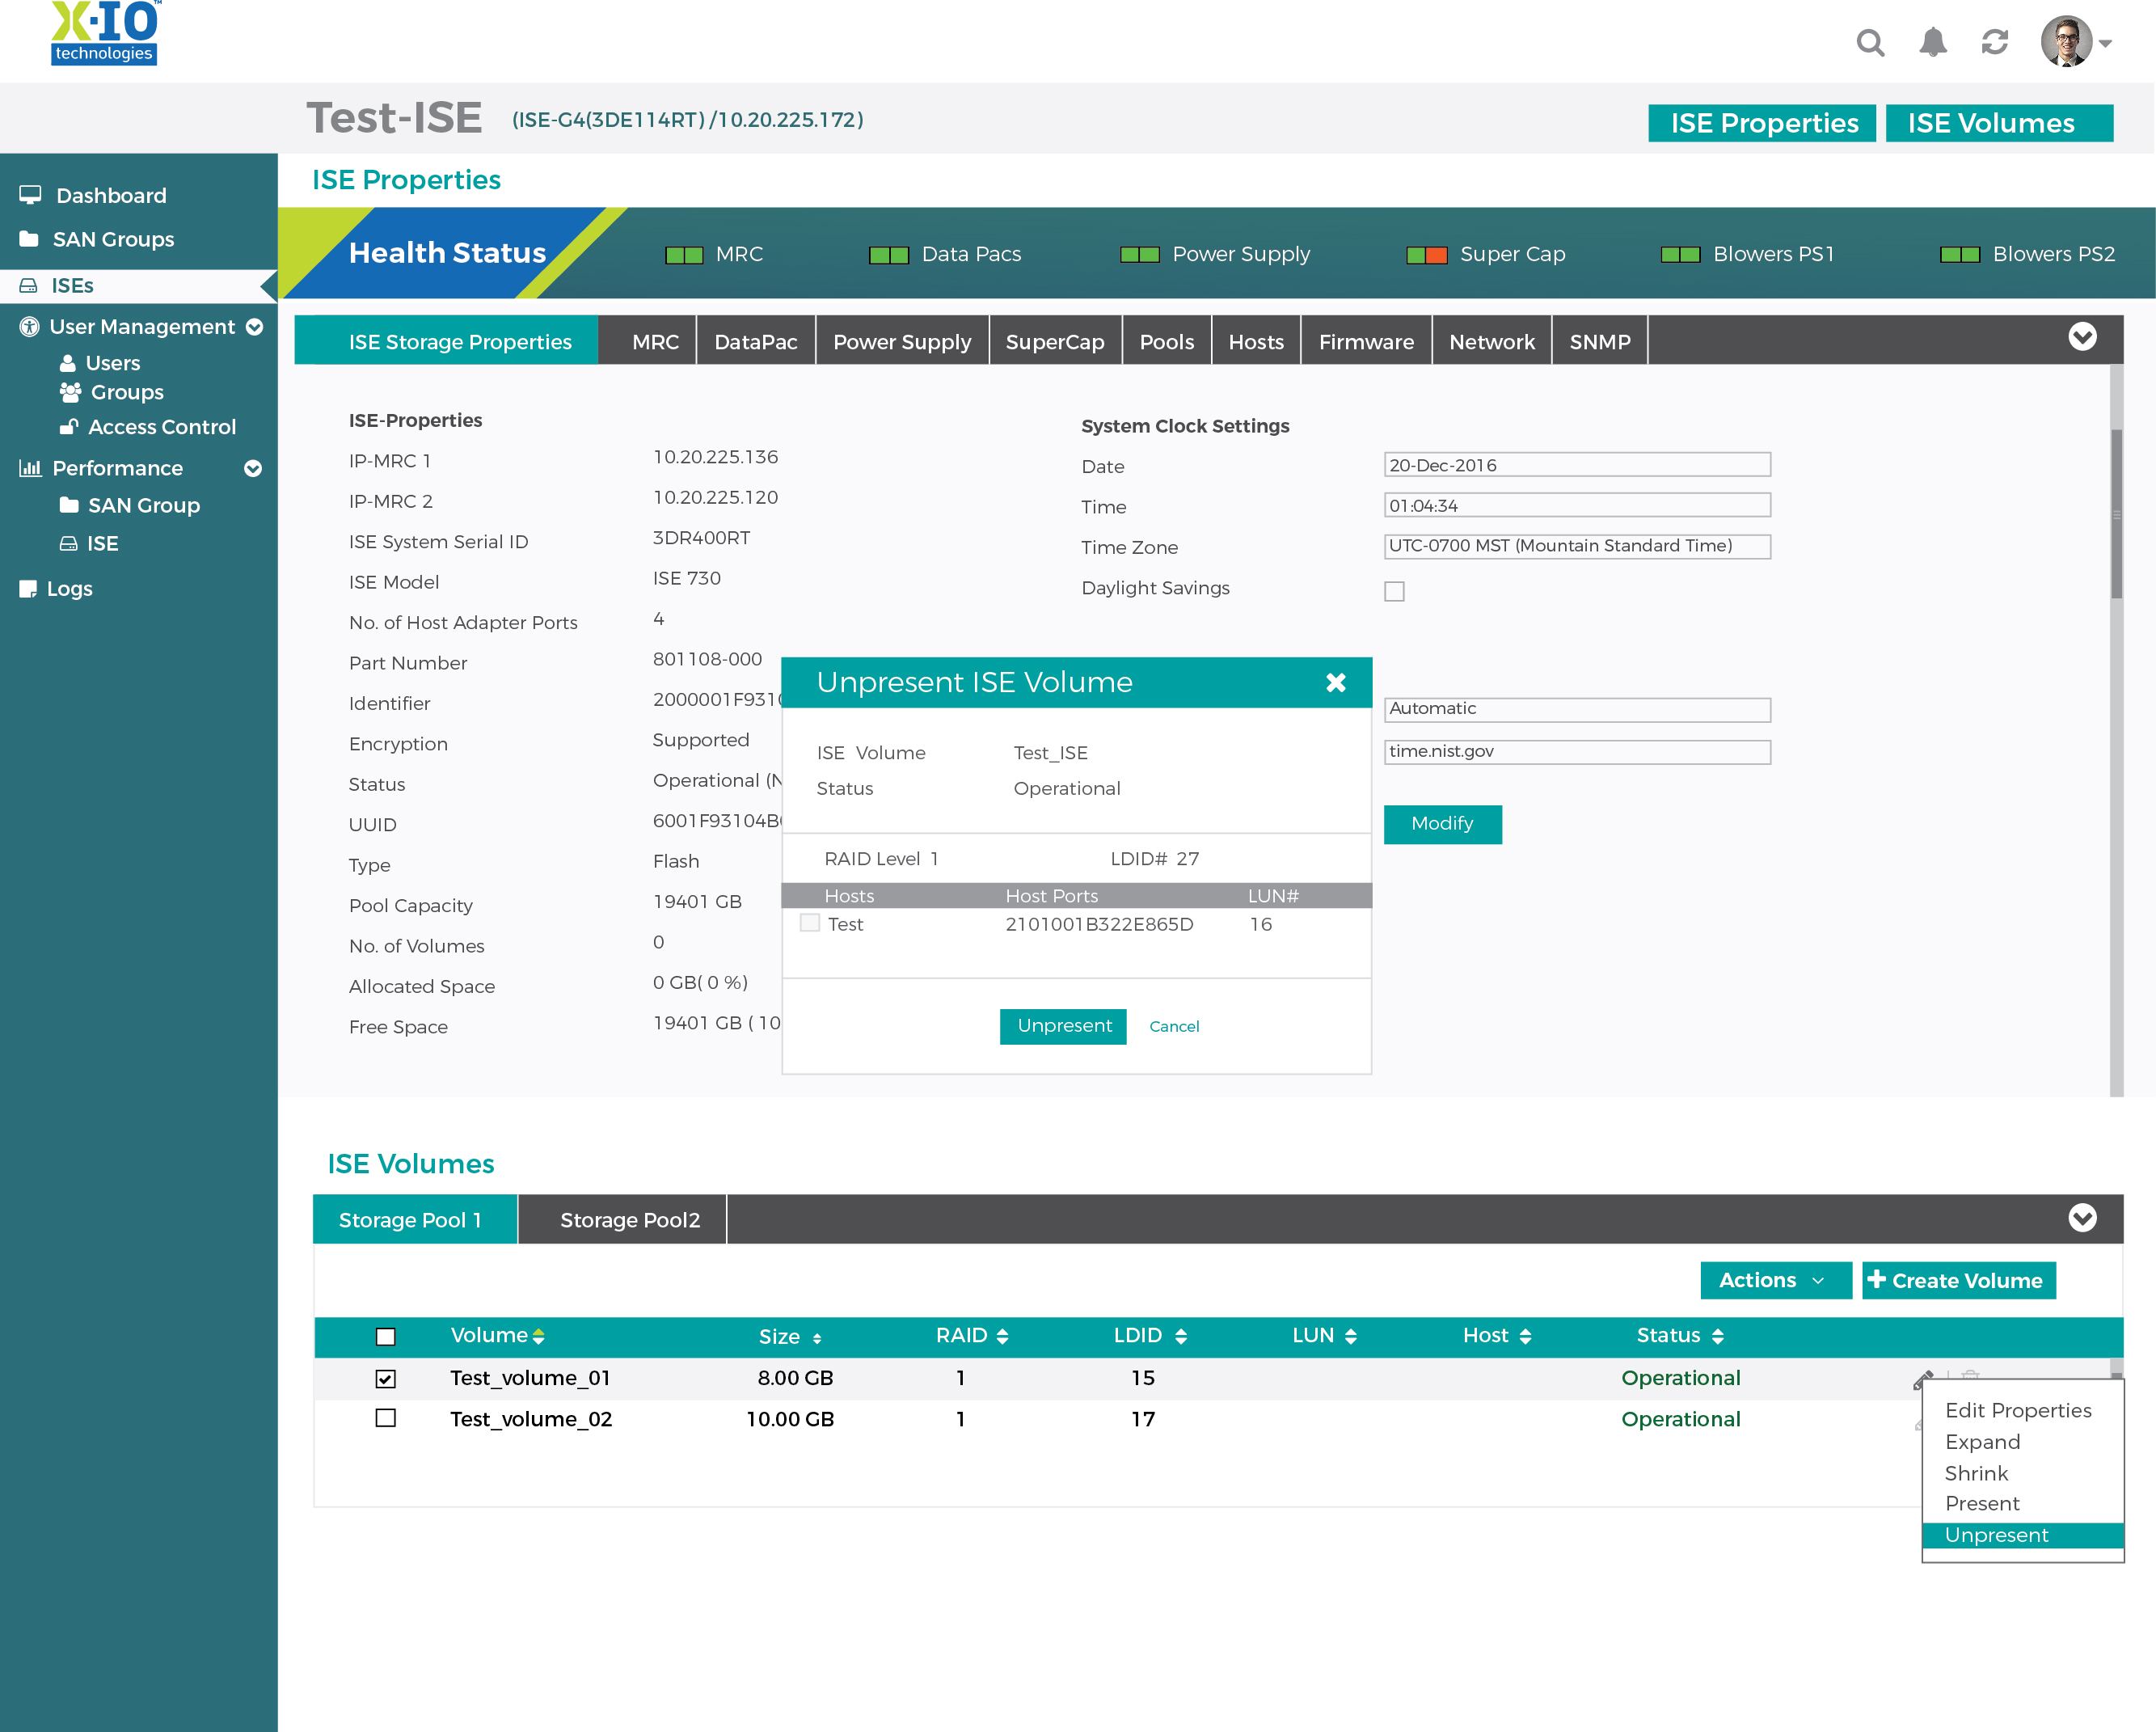 X-IO™
technologies
Test-ISE (ISE-G4(3DE114RT) /10.20.225.172)
ISE Properties ISE Volumes
Dashboard
SAN Groups
ISEs
User Management
Users
Groups
Access Control
Performance
SAN Group
ISE
Logs
ISE Properties
Health Status MRC Data Pacs Power Supply Super Cap Blowers PS1 Blowers PS2
ISE Storage Properties MRC DataPac Power Supply SuperCap Pools Hosts Firmware Network SNMP
ISE-Properties
IP-MRC 1 10.20.225.136
IP-MRC 2 10.20.225.120
ISE System Serial ID 3DR400RT
ISE Model ISE 730
No. of Host Adapter Ports 4
Part Number 801108-000
Identifier 2000001F9310
Encryption Supported
Status Operational (N
UUID 6001F93104B
Type Flash
Pool Capacity 19401 GB
No. of Volumes 0
Allocated Space 0 GB( 0 %)
Free Space 19401 GB ( 10
System Clock Settings
Date 20-Dec-2016
Time 01:04:34
Time Zone UTC-0700 MST (Mountain Standard Time)
Daylight Savings
Automatic
time.nist.gov
Modify
Unpresent ISE Volume
ISE Volume Test_ISE
Status Operational
RAID Level 1 LDID# 27
Hosts Host Ports LUN#
Test 2101001B322E865D 16
Unpresent Cancel
ISE Volumes
Storage Pool 1 Storage Pool2
Actions Create Volume
Volume Size RAID LDID LUN Host Status
Test_volume_01 8.00 GB 1 15 Operational
Test_volume_02 10.00 GB 1 17 Operational
Edit Properties
Expand
Shrink
Present
Unpresent